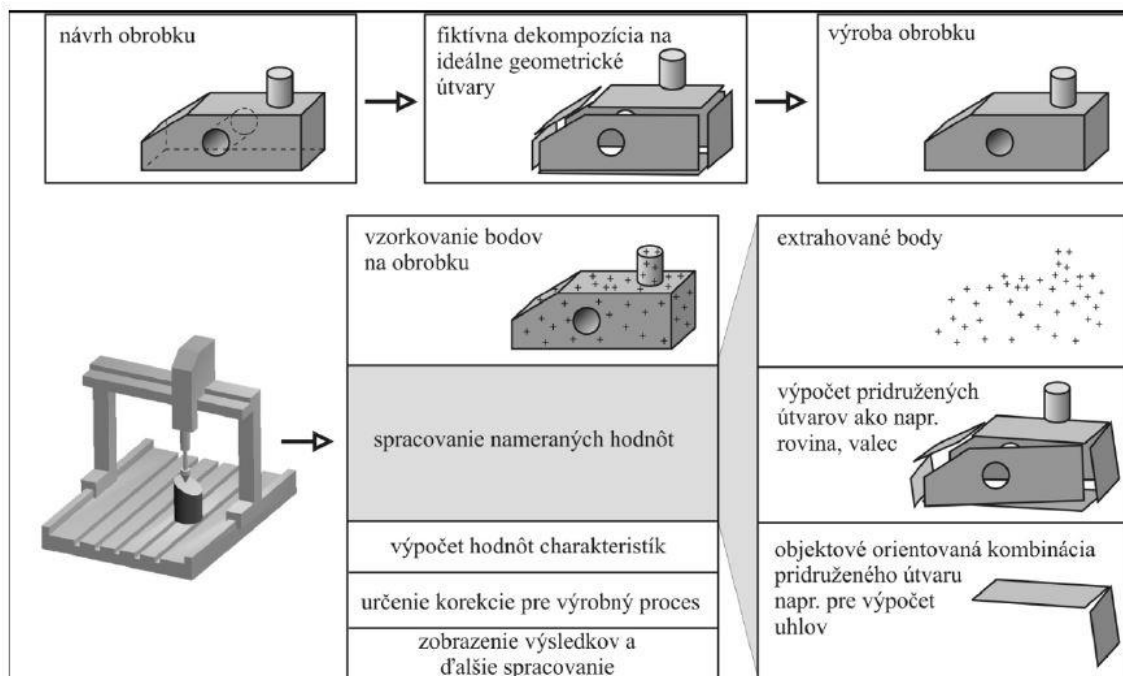 návrh obrobku
fiktívna dekompozícia na
ideálne geometrické
útvary
výroba obrobku
vzorkovanie bodov
na obrobku
spracovanie nameraných hodnôt
výpočet hodnôt charakteristík
určenie korekcie pre výrobný proces
zobrazenie výsledkov a
ďalšie spracovanie
extrahované body
výpočet pridružených
útvarov ako napr.
rovina, valec
objektové orientovaná kombinácia
pridruženého útvaru
napr. pre výpočet
uhlov